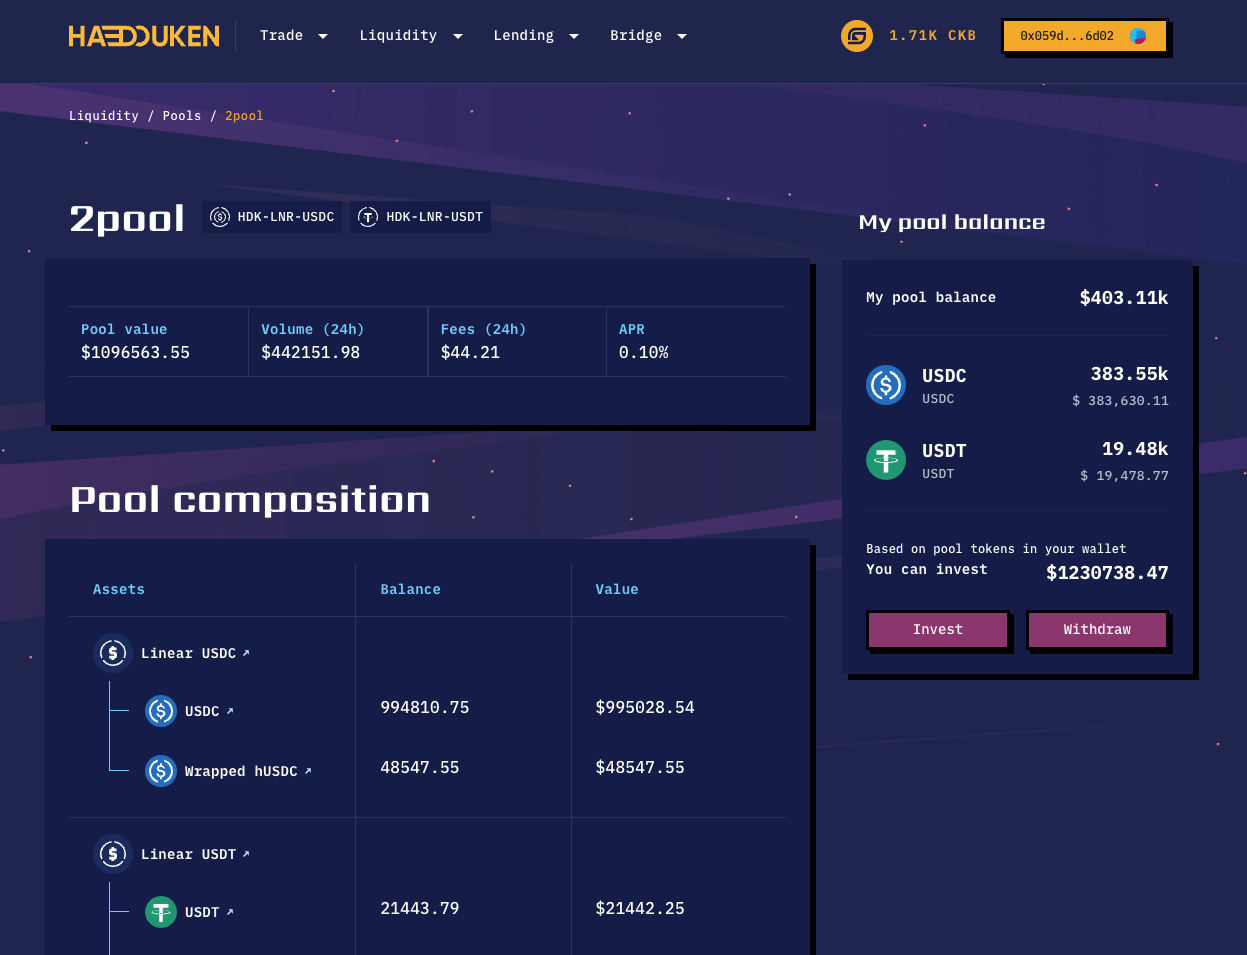 HADOUKEN
Trade Liquidity Lending Bridge 1.71K CKB 0x059d...6d02
Liquidity / Pools / 2pool
2pool HDK-LNR-USDC HDK-LNR-USDT
Pool value Volume (24h) Fees (24h) APR
$1096563.55 $442151.98 $44.21 0.10%
Pool composition
Assets Balance Value
Linear USDC ↗
USDC ↗ 994810.75 $995028.54
Wrapped hUSDC ↗ 48547.55 $48547.55
Linear USDT ↗
USDT ↗ 21443.79 $21442.25
My pool balance
My pool balance $403.11k
USDC 383.55k
USDC $ 383,630.11
USDT 19.48k
USDT $ 19,478.77
Based on pool tokens in your wallet
You can invest $1230738.47
Invest Withdraw